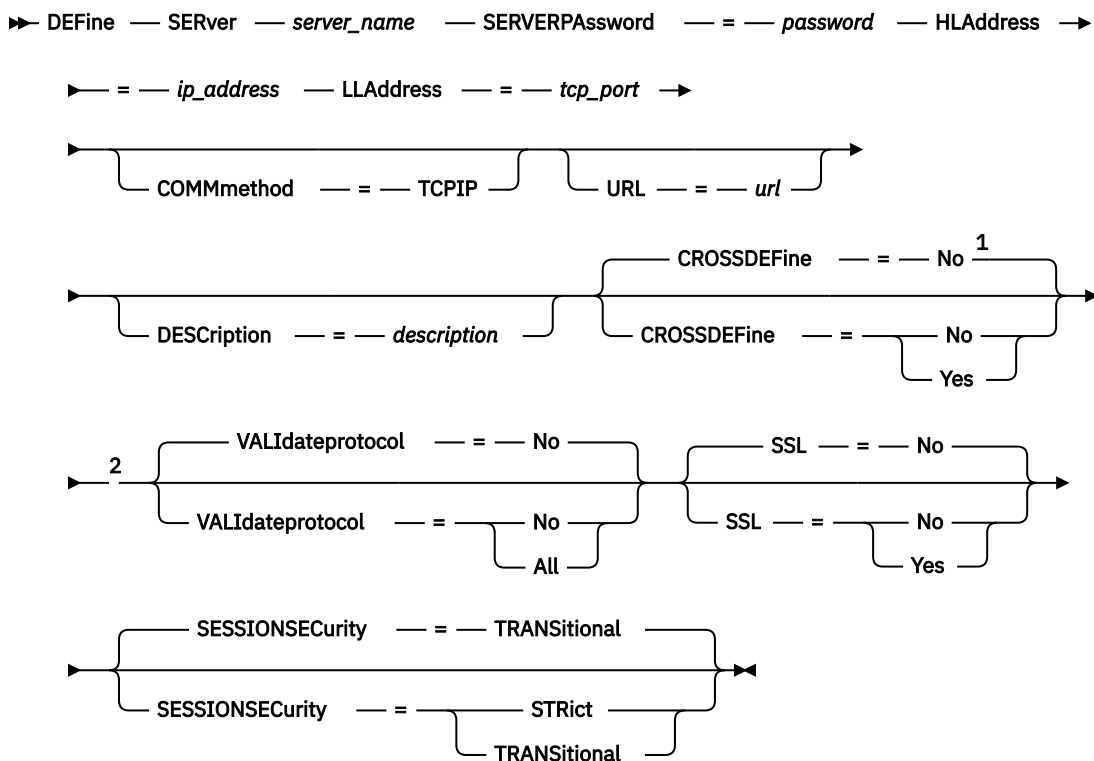 DEFine SERver server_name SERVERPAssword = password HLAddress
= ip_address LLAddress = tcp_port
COMMmethod = TCPIP URL = url
CROSSDEFine = No 1
DESCription = description CROSSDEFine = No
Yes
2 VALIdateprotocol = No SSL = No
VALIdateprotocol = No SSL = No
All Yes
SESSIONSECurity = TRANSitional
SESSIONSECurity = STRict
TRANSitional